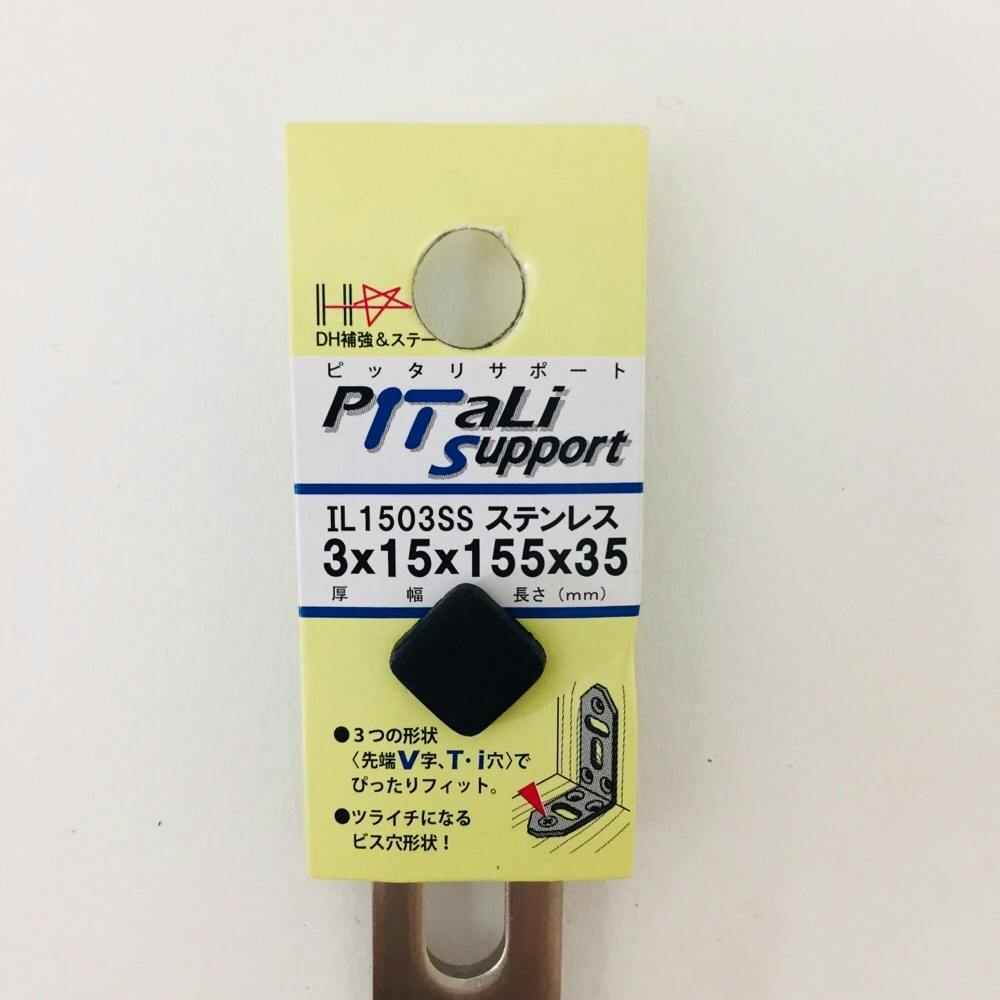 DH補強&ステー
ピッタリサポート
PITaLi
Support
IL1503SS ステンレス
3x15x155x35
厚 幅 長さ(mm)
●3つの形状
〈先端V字、T・i穴〉で
ぴったりフィット。
●ツライチになる
ビス穴形状!